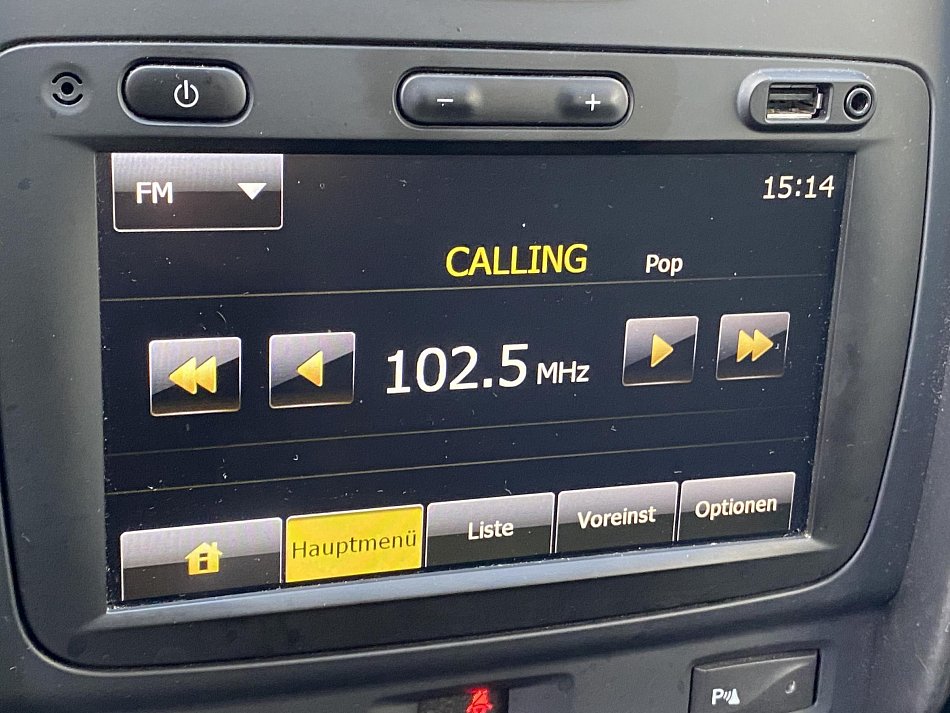 − +
FM 15:14
CALLING Pop
102.5 MHz
Hauptmenü Liste Voreinst Optionen
P